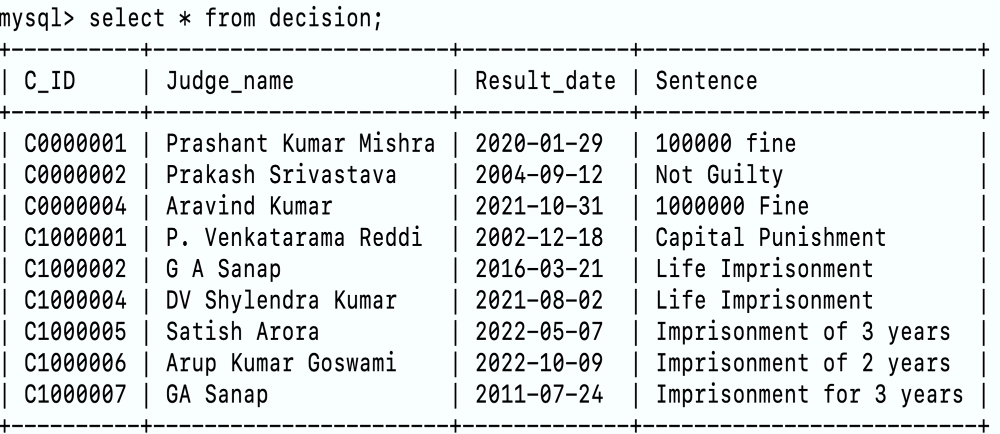 mysql> select * from decision;
+----------+-----------------------+-------------+--------------------------+
| C_ID     | Judge_name            | Result_date | Sentence                 |
+----------+-----------------------+-------------+--------------------------+
| C0000001 | Prashant Kumar Mishra | 2020-01-29  | 100000 fine              |
| C0000002 | Prakash Srivastava    | 2004-09-12  | Not Guilty               |
| C0000004 | Aravind Kumar         | 2021-10-31  | 1000000 Fine             |
| C1000001 | P. Venkatarama Reddi  | 2002-12-18  | Capital Punishment       |
| C1000002 | G A Sanap             | 2016-03-21  | Life Imprisonment        |
| C1000004 | DV Shylendra Kumar    | 2021-08-02  | Life Imprisonment        |
| C1000005 | Satish Arora          | 2022-05-07  | Imprisonment of 3 years  |
| C1000006 | Arup Kumar Goswami    | 2022-10-09  | Imprisonment of 2 years  |
| C1000007 | GA Sanap              | 2011-07-24  | Imprisonment for 3 years |
+----------+-----------------------+-------------+--------------------------+